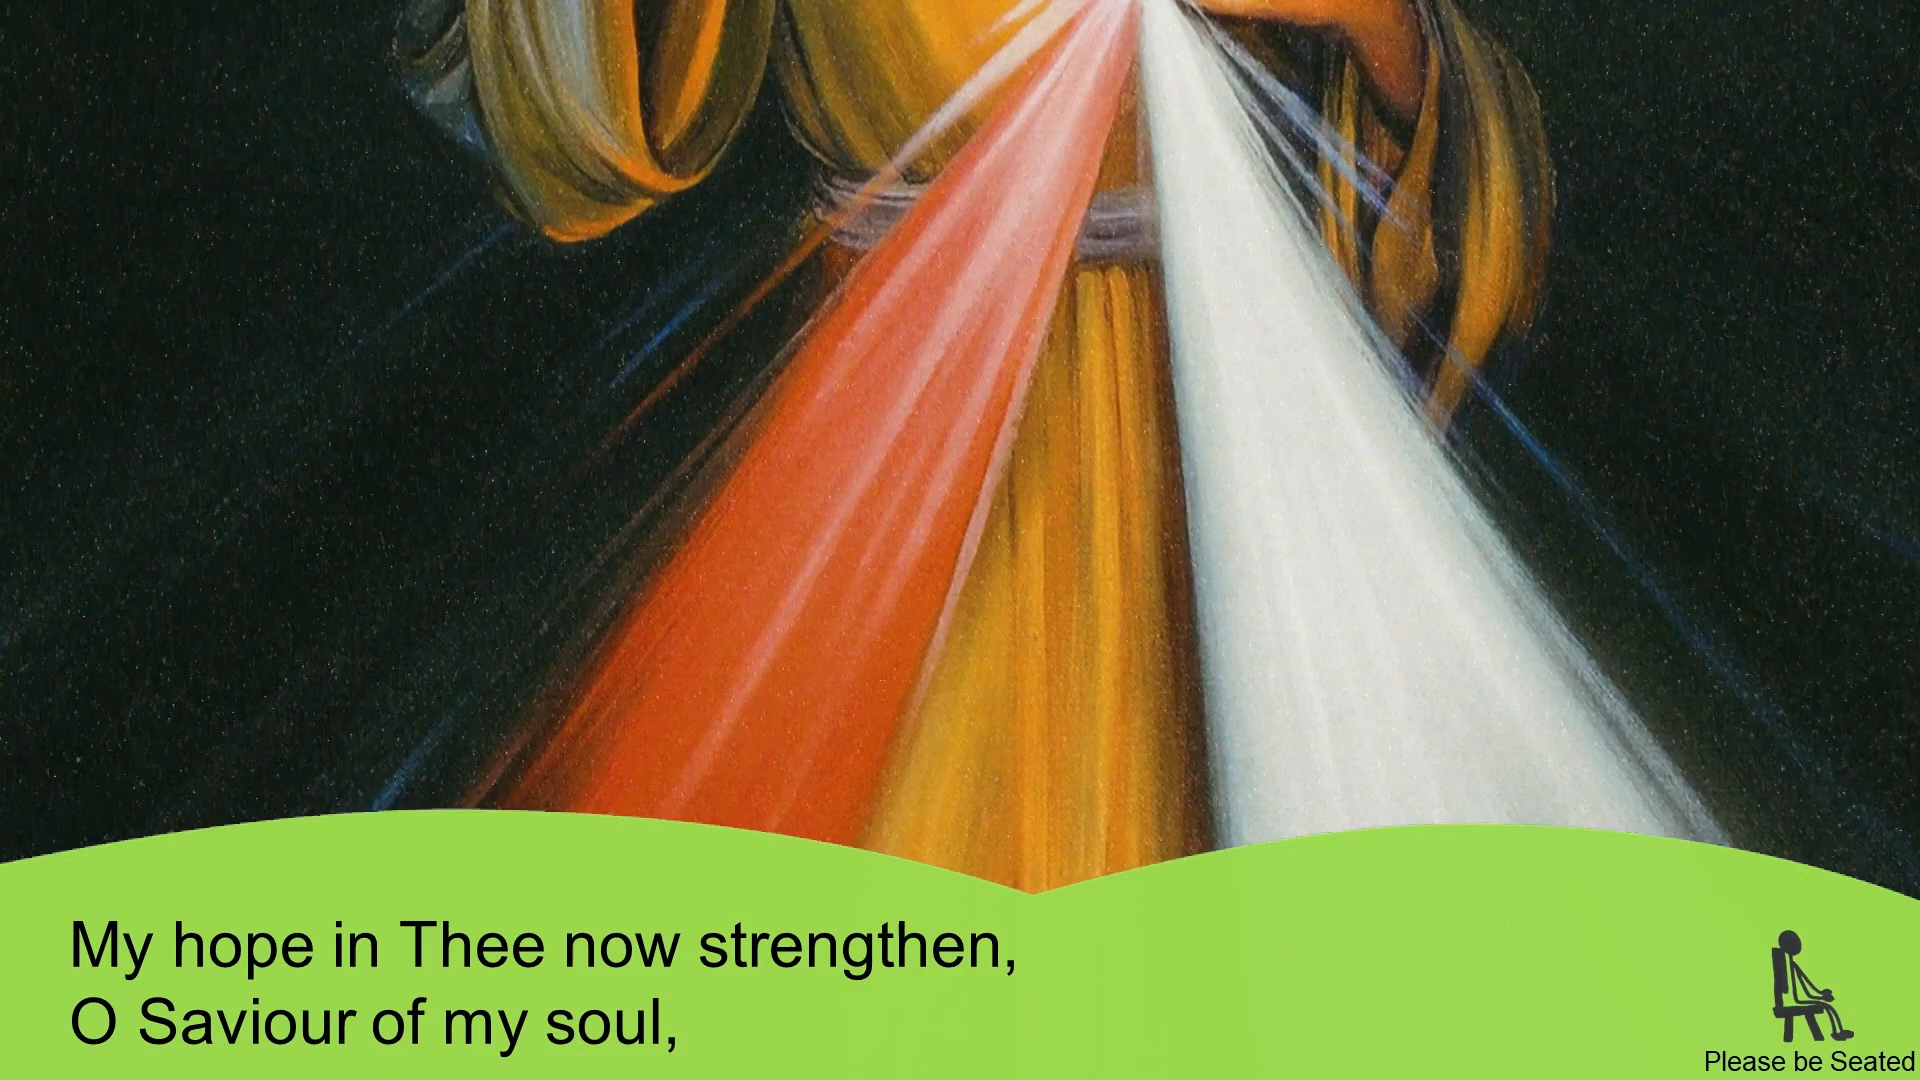 My hope in Thee now strengthen,
O Saviour of my soul,
Please be Seated